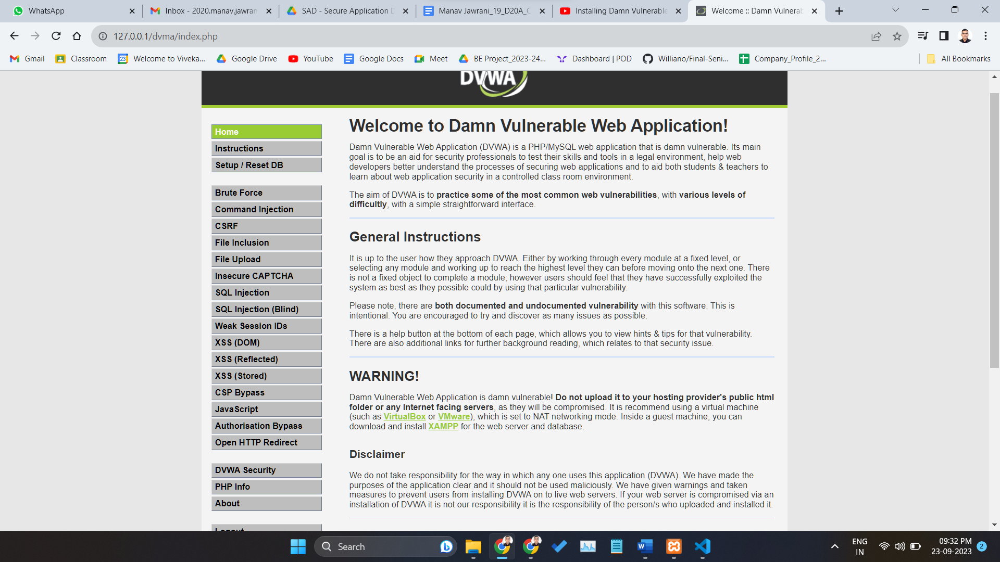 WhatsApp
Inbox - 2020.manav.jawran
SAD - Secure Application D
Manav Jawrani_19_D20A_C
Installing Damn Vulnerable
Welcome :: Damn Vulnerab
127.0.0.1/dvma/index.php
Gmail
Classroom
23
Welcome to Viveka...
Google Drive
YouTube
Google Docs
Meet
BE Project_2023-24...
Dashboard | POD
Williano/Final-Seni...
Company_Profile_2...
All Bookmarks
DVWA
Home
Instructions
Setup / Reset DB
Brute Force
Command Injection
CSRF
File Inclusion
File Upload
Insecure CAPTCHA
SQL Injection
SQL Injection (Blind)
Weak Session IDs
XSS (DOM)
XSS (Reflected)
XSS (Stored)
CSP Bypass
JavaScript
Authorisation Bypass
Open HTTP Redirect
DVWA Security
PHP Info
About
Logout
Welcome to Damn Vulnerable Web Application!
Damn Vulnerable Web Application (DVWA) is a PHP/MySQL web application that is damn vulnerable. Its main
goal is to be an aid for security professionals to test their skills and tools in a legal environment, help web
developers better understand the processes of securing web applications and to aid both students & teachers to
learn about web application security in a controlled class room environment.
The aim of DVWA is to practice some of the most common web vulnerabilities, with various levels of
difficultly, with a simple straightforward interface.
General Instructions
It is up to the user how they approach DVWA. Either by working through every module at a fixed level, or
selecting any module and working up to reach the highest level they can before moving onto the next one. There
is not a fixed object to complete a module; however users should feel that they have successfully exploited the
system as best as they possible could by using that particular vulnerability.
Please note, there are both documented and undocumented vulnerability with this software. This is
intentional. You are encouraged to try and discover as many issues as possible.
There is a help button at the bottom of each page, which allows you to view hints & tips for that vulnerability.
There are also additional links for further background reading, which relates to that security issue.
WARNING!
Damn Vulnerable Web Application is damn vulnerable! Do not upload it to your hosting provider's public html
folder or any Internet facing servers, as they will be compromised. It is recommend using a virtual machine
(such as VirtualBox or VMware), which is set to NAT networking mode. Inside a guest machine, you can
download and install XAMPP for the web server and database.
Disclaimer
We do not take responsibility for the way in which any one uses this application (DVWA). We have made the
purposes of the application clear and it should not be used maliciously. We have given warnings and taken
measures to prevent users from installing DVWA on to live web servers. If your web server is compromised via an
installation of DVWA it is not our responsibility it is the responsibility of the person/s who uploaded and installed it.
Search
ENG
IN
09:32 PM
23-09-2023
2